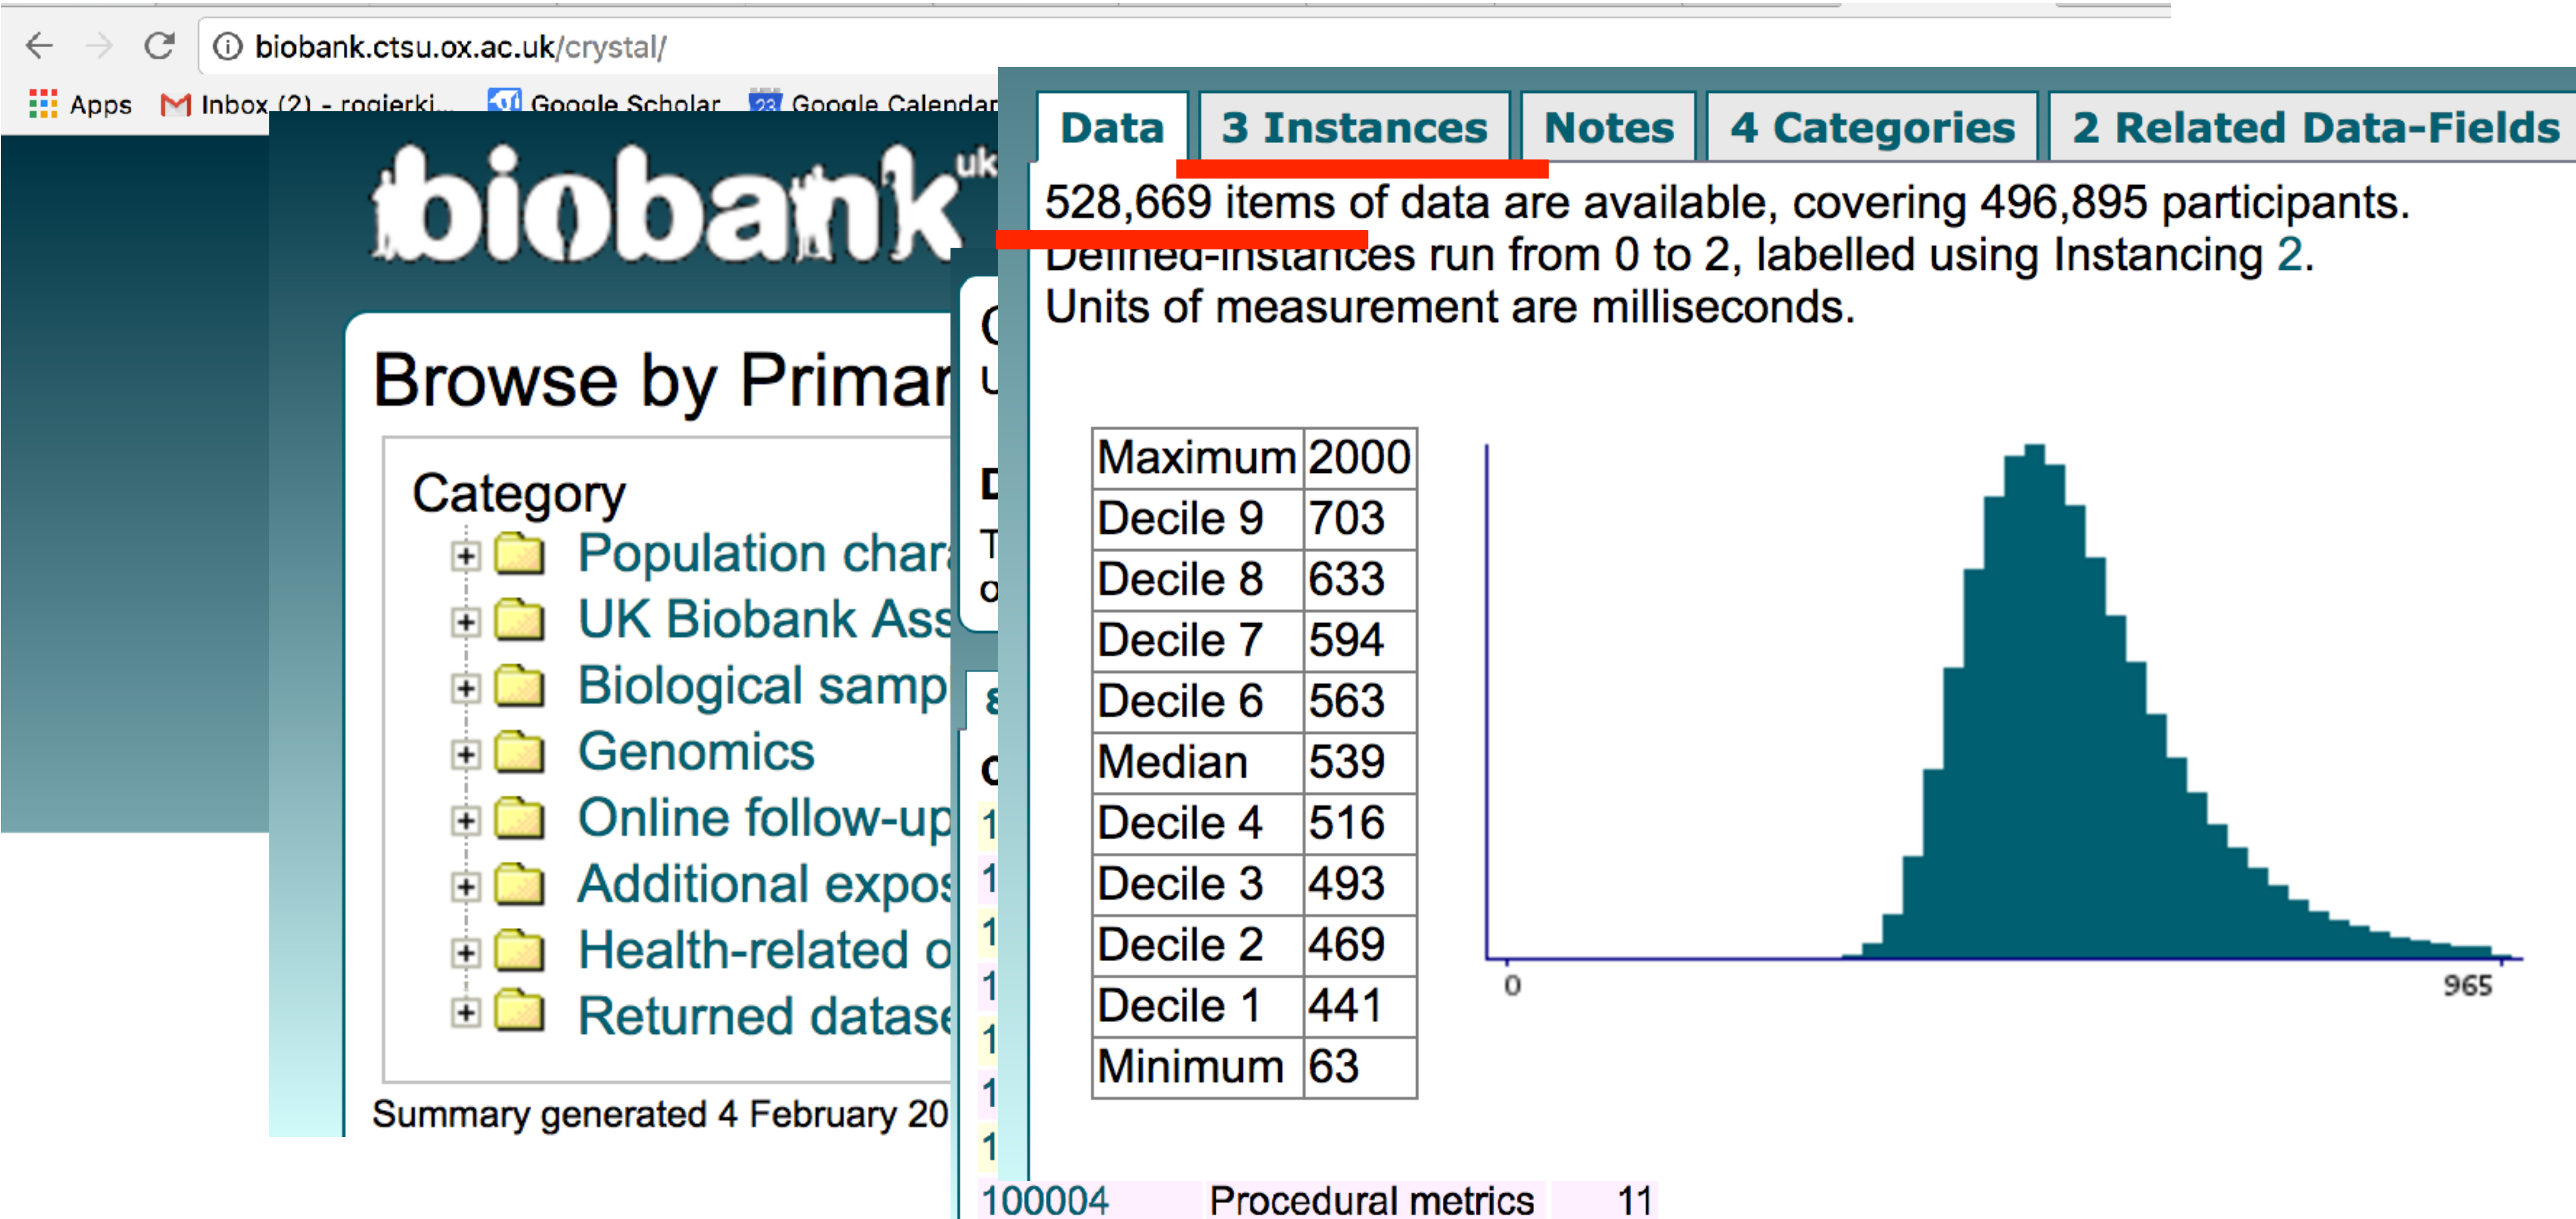 biobank.ctsu.ox.ac.uk/crystal/
Apps Inbox (2) - rogierki... Google Scholar 23 Google Calendar
biobank uk
Browse by Primar
Category
Population chara
UK Biobank Ass
Biological samp
Genomics
Online follow-up
Additional expos
Health-related o
Returned datase
Summary generated 4 February 20
100004 Procedural metrics 11
Data 3 Instances Notes 4 Categories 2 Related Data-Fields
528,669 items of data are available, covering 496,895 participants.
Defined-instances run from 0 to 2, labelled using Instancing 2.
Units of measurement are milliseconds.
Maximum 2000
Decile 9 703
Decile 8 633
Decile 7 594
Decile 6 563
Median 539
Decile 4 516
Decile 3 493
Decile 2 469
Decile 1 441
Minimum 63
0 965